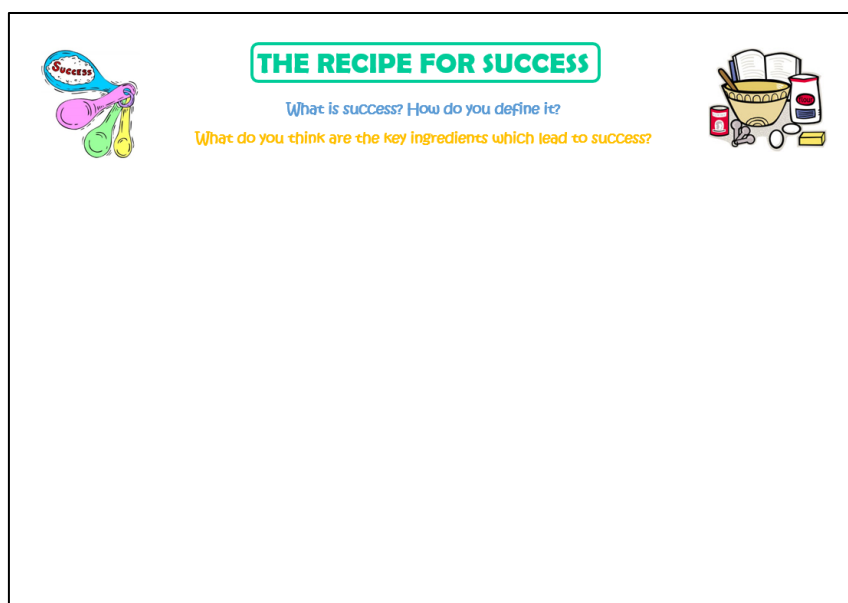 Success
THE RECIPE FOR SUCCESS
What is success? How do you define it?
What do you think are the key ingredients which lead to success?